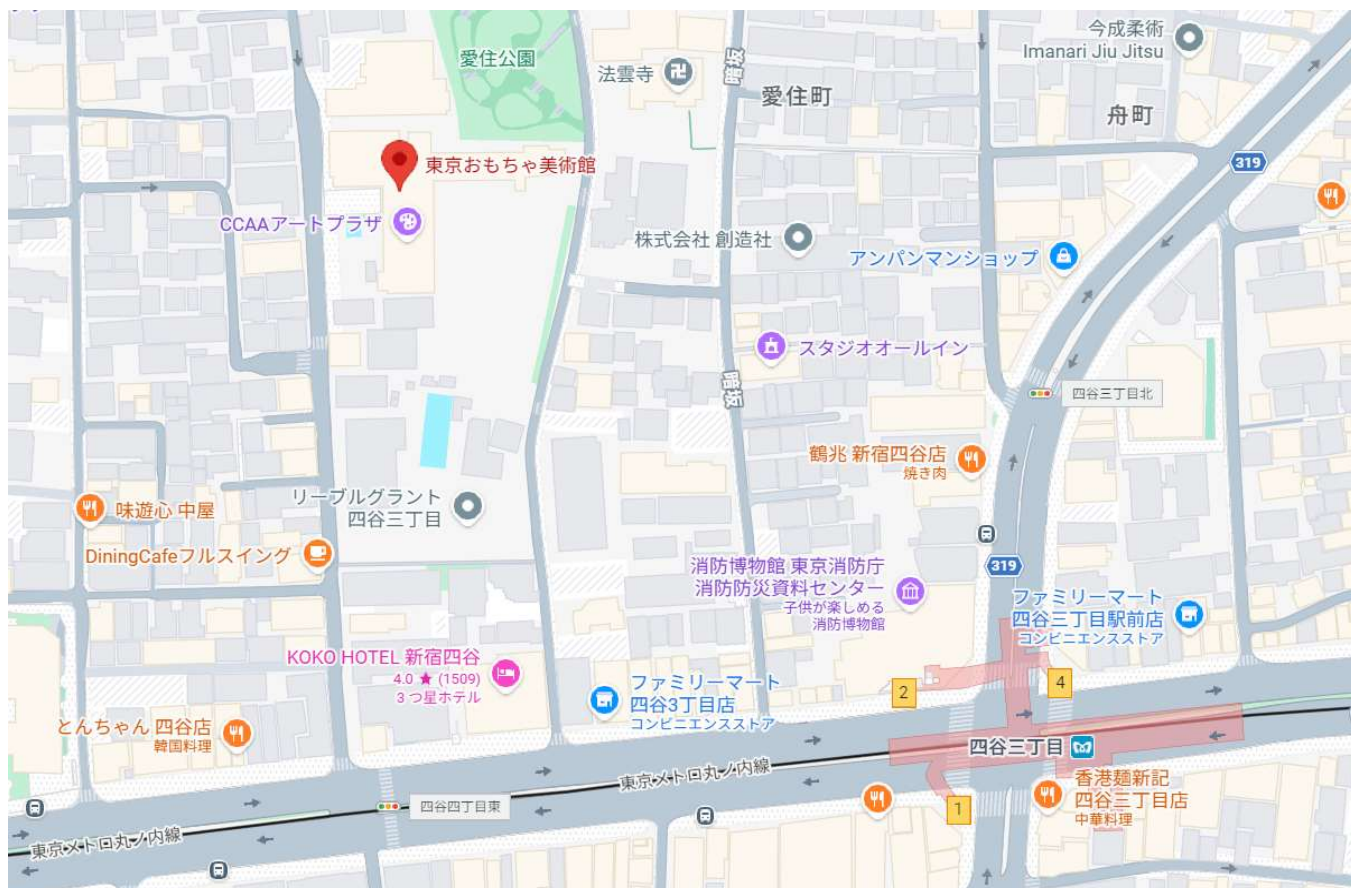 愛住公園
法雲寺
暗坂
愛住町
今成柔術
Imanari Jiu Jitsu
舟町
319
東京おもちゃ美術館
CCAAアートプラザ
株式会社 創造社
アンパンマンショップ
スタジオオールイン
暗坂
四谷三丁目北
鶴兆 新宿四谷店
焼き肉
リーブルグラント
四谷三丁目
味遊心 中屋
DiningCafeフルスイング
消防博物館 東京消防庁
消防防災資料センター
子供が楽しめる
消防博物館
319
ファミリーマート
四谷三丁目駅前店
コンビニエンスストア
KOKO HOTEL 新宿四谷
4.0 ★ (1509)
3 つ星ホテル
ファミリーマート
四谷3丁目店
コンビニエンスストア
2
4
とんちゃん 四谷店
韓国料理
四谷三丁目
東京メトロ丸ノ内線
香港麺新記
四谷三丁目店
中華料理
四谷四丁目東
1
東京メトロ丸ノ内線